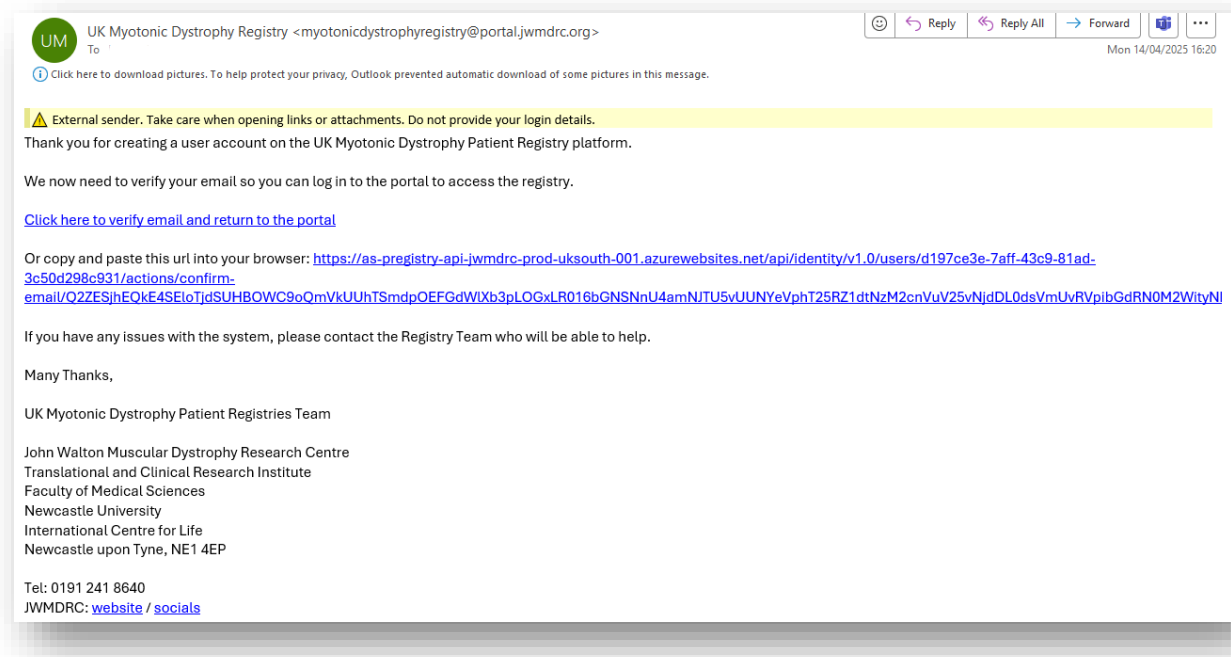 UM
UK Myotonic Dystrophy Registry <myotonicdystrophyregistry@portal.jwmdrc.org>
To
Reply
Reply All
Forward
Mon 14/04/2025 16:20
Click here to download pictures. To help protect your privacy, Outlook prevented automatic download of some pictures in this message.
External sender. Take care when opening links or attachments. Do not provide your login details.
Thank you for creating a user account on the UK Myotonic Dystrophy Patient Registry platform.
We now need to verify your email so you can log in to the portal to access the registry.
Click here to verify email and return to the portal
Or copy and paste this url into your browser: https://as-pregistry-api-jwmdrc-prod-uksouth-001.azurewebsites.net/api/identity/v1.0/users/d197ce3e-7aff-43c9-81ad-
3c50d298c931/actions/confirm-
If you have any issues with the system, please contact the Registry Team who will be able to help.
Many Thanks,
UK Myotonic Dystrophy Patient Registries Team
John Walton Muscular Dystrophy Research Centre
Translational and Clinical Research Institute
Faculty of Medical Sciences
Newcastle University
International Centre for Life
Newcastle upon Tyne, NE1 4EP
Tel: 0191 241 8640
JWMDRC: website / socials